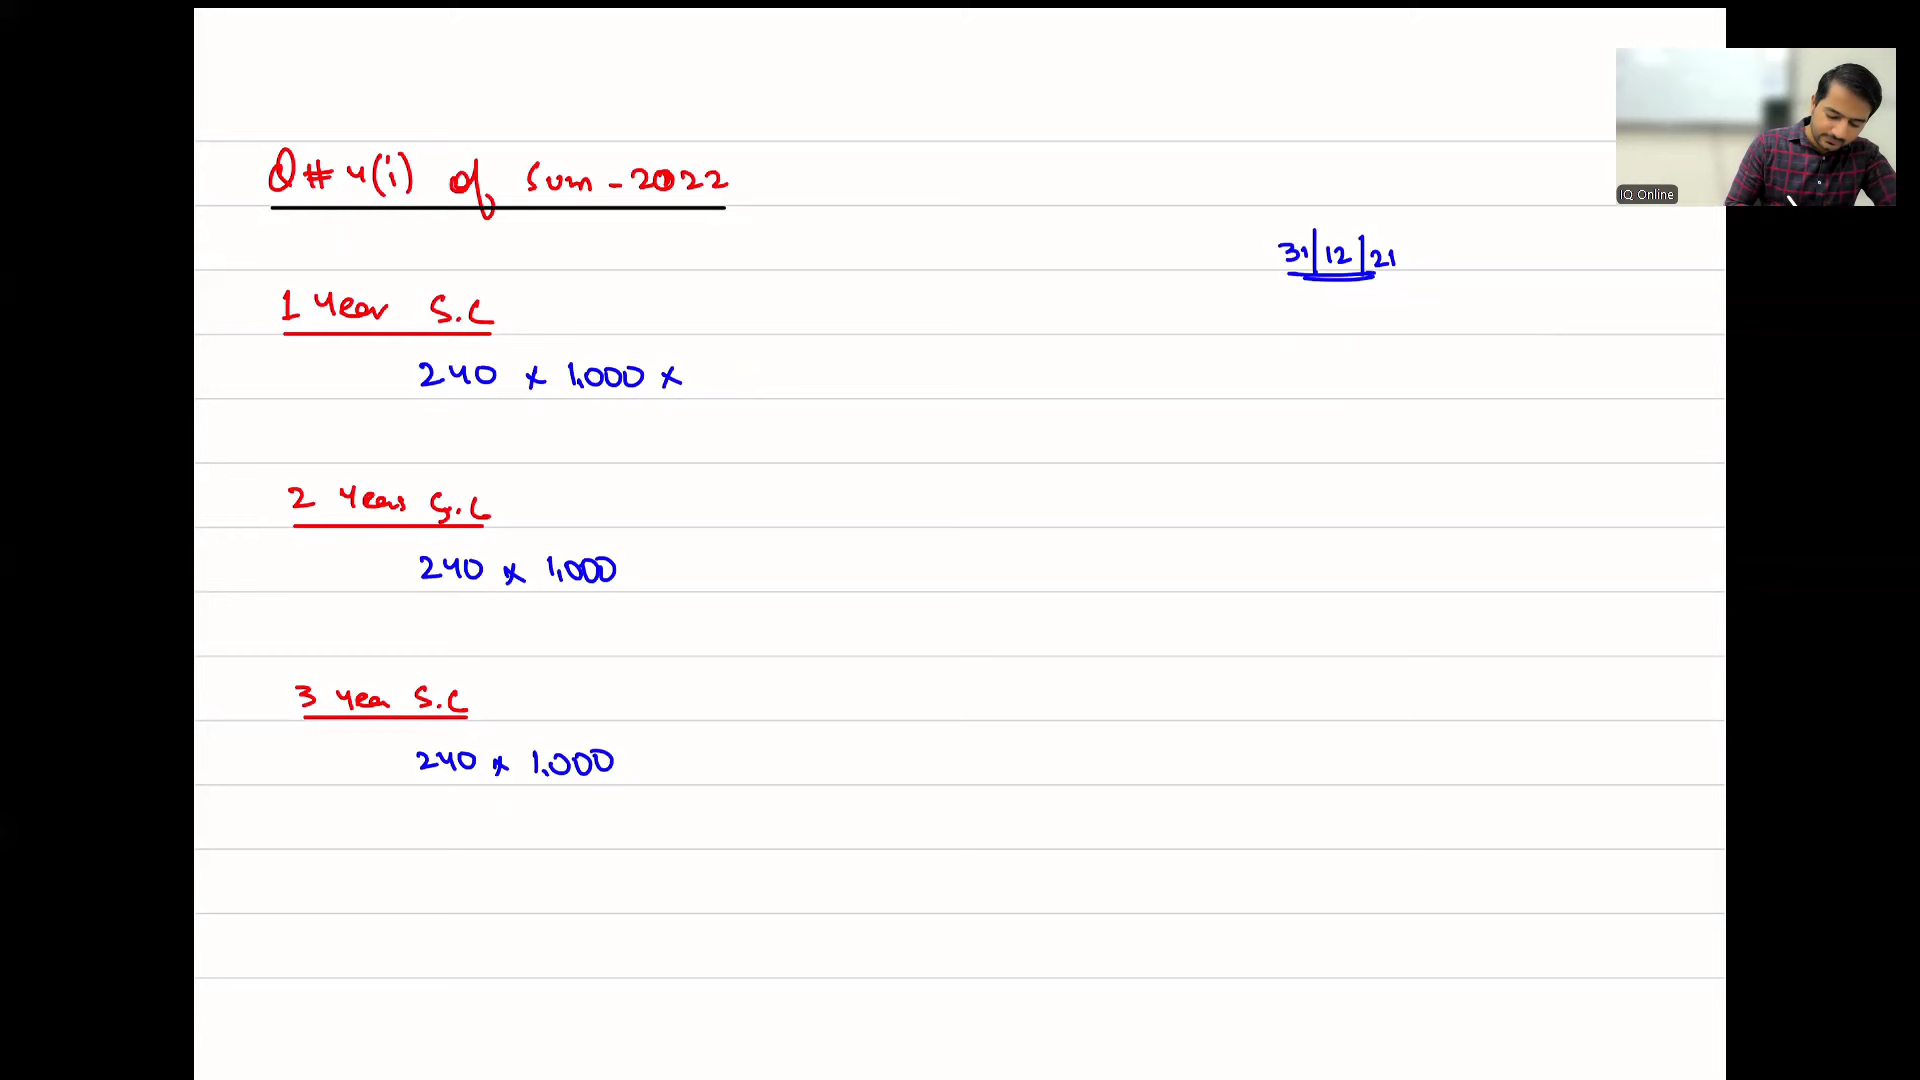 Q#4(i) of Sum-2022
IQ Online
31|12|21
1 Year S.C
240 x 1,000 x
2 Years S.C
240 x 1,000
3 Year S.C
240 x 1,000